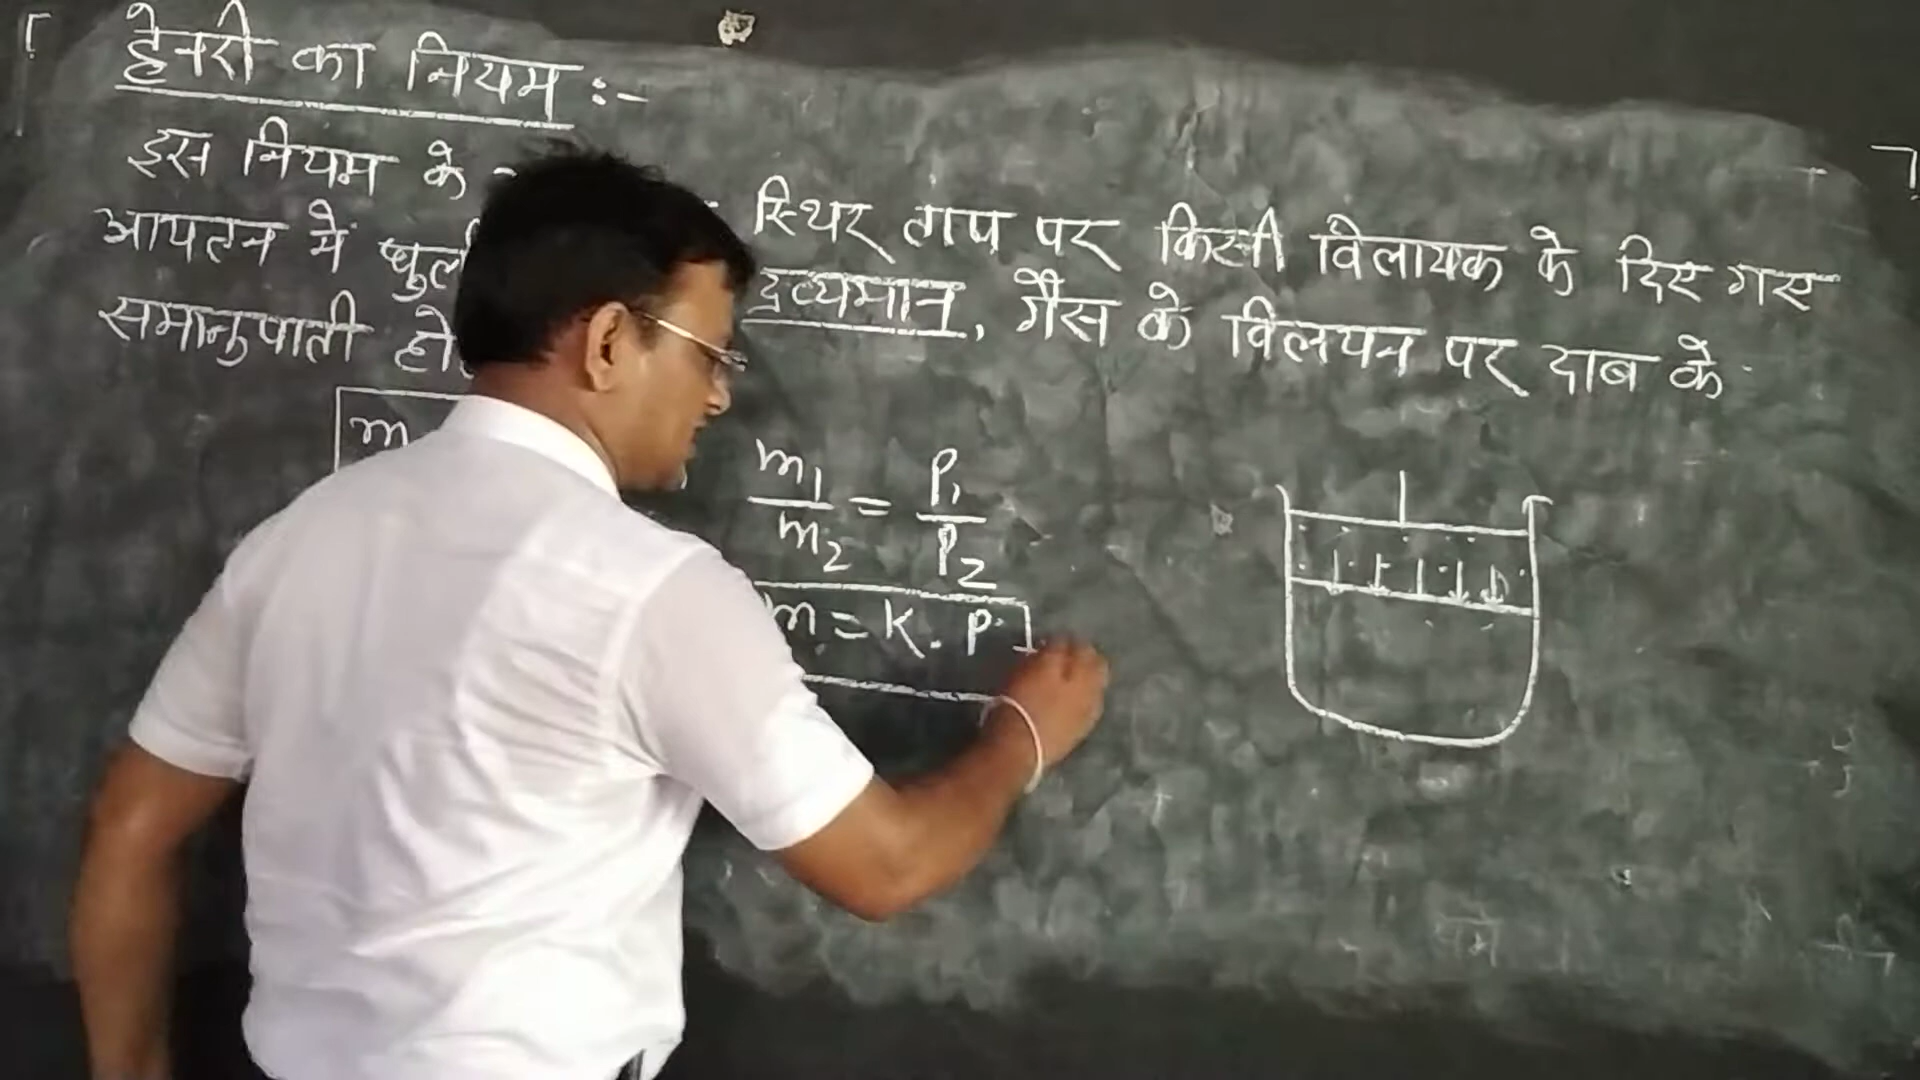 हेनरी का नियम :-
इस नियम के स्थिर ताप पर किसी विलायक के दिए गए
आयतन में घुली द्रव्यमान, गैस के विलयन पर दाब के
समानुपाती
m
m₁/m₂ = P₁/P₂
m = K. P